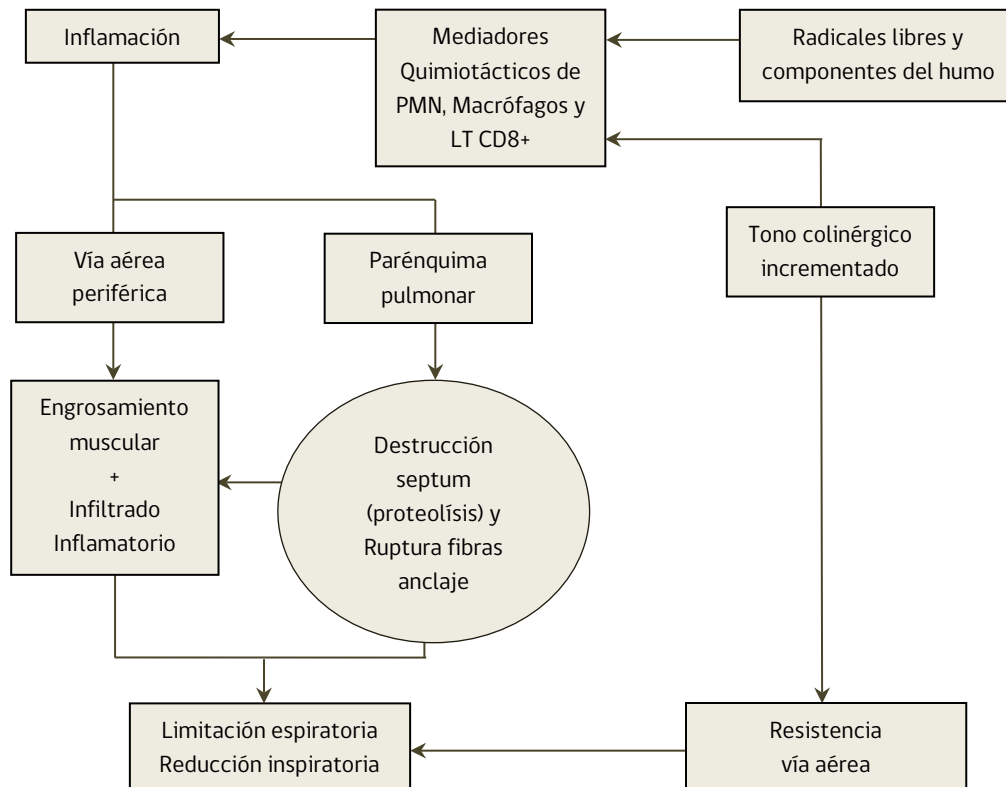 Inflamación
Mediadores
Quimiotácticos de
PMN, Macrófagos y
LT CD8+
Radicales libres y
componentes del humo
Vía aérea
periférica
Parénquima
pulmonar
Tono colinérgico
incrementado
Engrosamiento
muscular
+
Infiltrado
Inflamatorio
Destrucción
septum
(proteolísis) y
Ruptura fibras
anclaje
Limitación espiratoria
Reducción inspiratoria
Resistencia
vía aérea